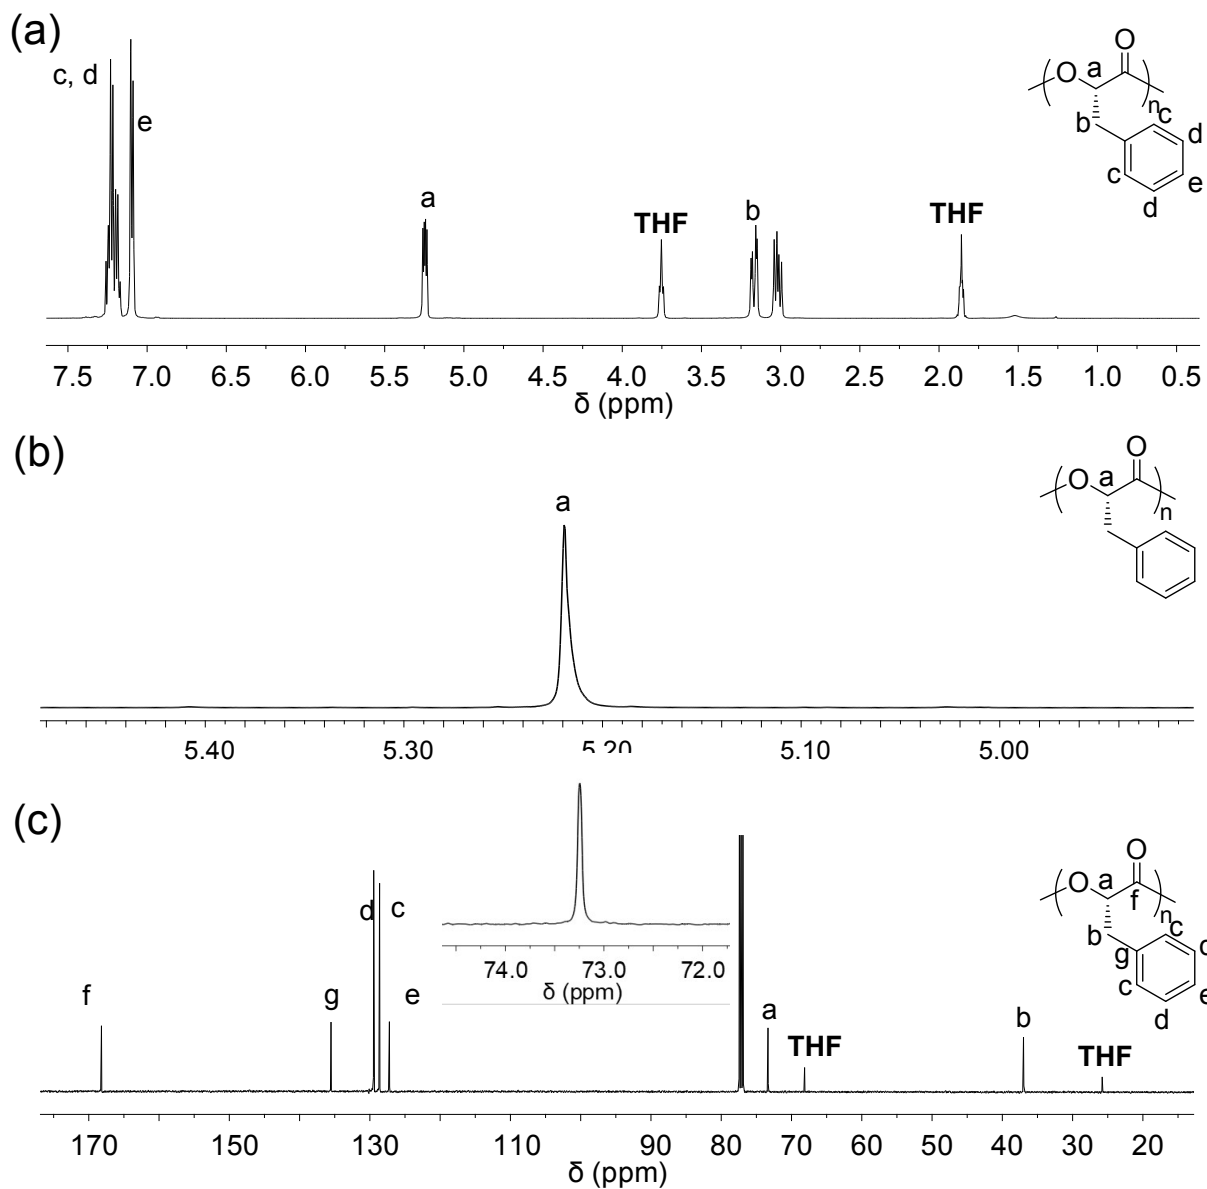 (a)
c, d
e
a
THF
b
THF
O
O
a
n
c
b
d
c
e
d
7.5 7.0 6.5 6.0 5.5 5.0 4.5 4.0 3.5 3.0 2.5 2.0 1.5 1.0 0.5
δ (ppm)
(b)
a
O
O
a
n
5.40 5.30 5.20 5.10 5.00
(c)
f
g
d
c
e
74.0 73.0 72.0
δ (ppm)
a
THF
b
THF
O
O
a
f
n
c
b
g
d
c
e
d
170 150 130 110 90 80 70 60 50 40 30 20
δ (ppm)